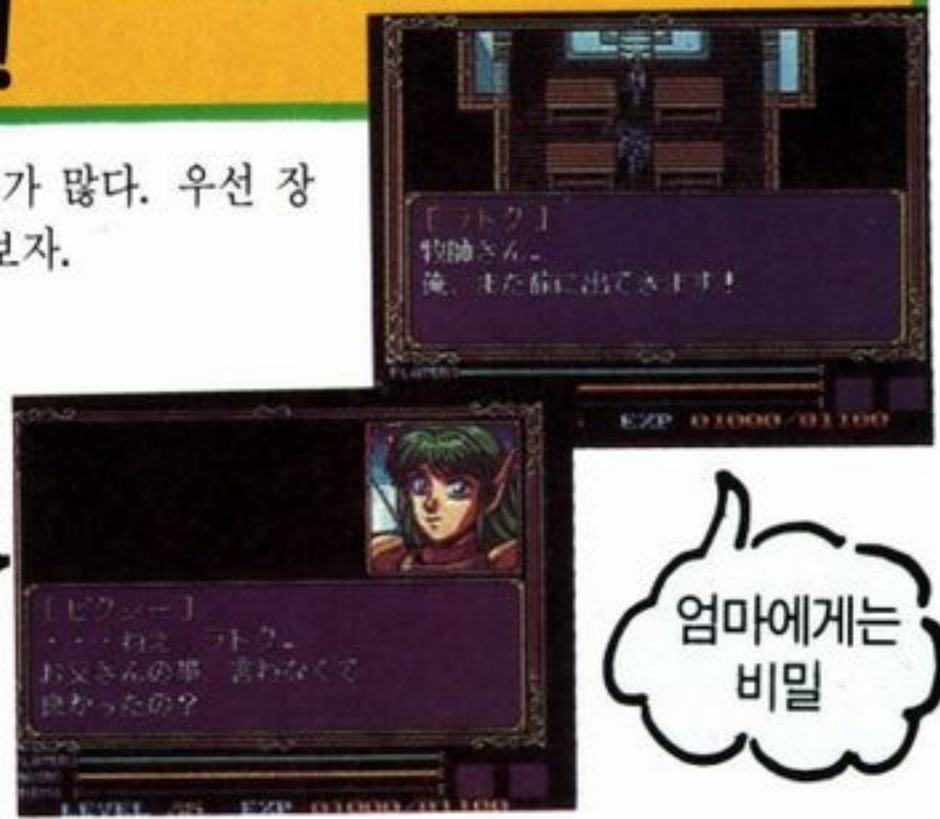 !
가 많다. 우선 장
보자.
[ラトク]
牧師さん。
俺、また旅に出てきます!
EXP 01000/01100
[ピクシー]
・・・ねえ ラトク。
お父さんの事 言わなくて
良かったの?
LEVEL EXP 01000/01100
엄마에게는
비밀